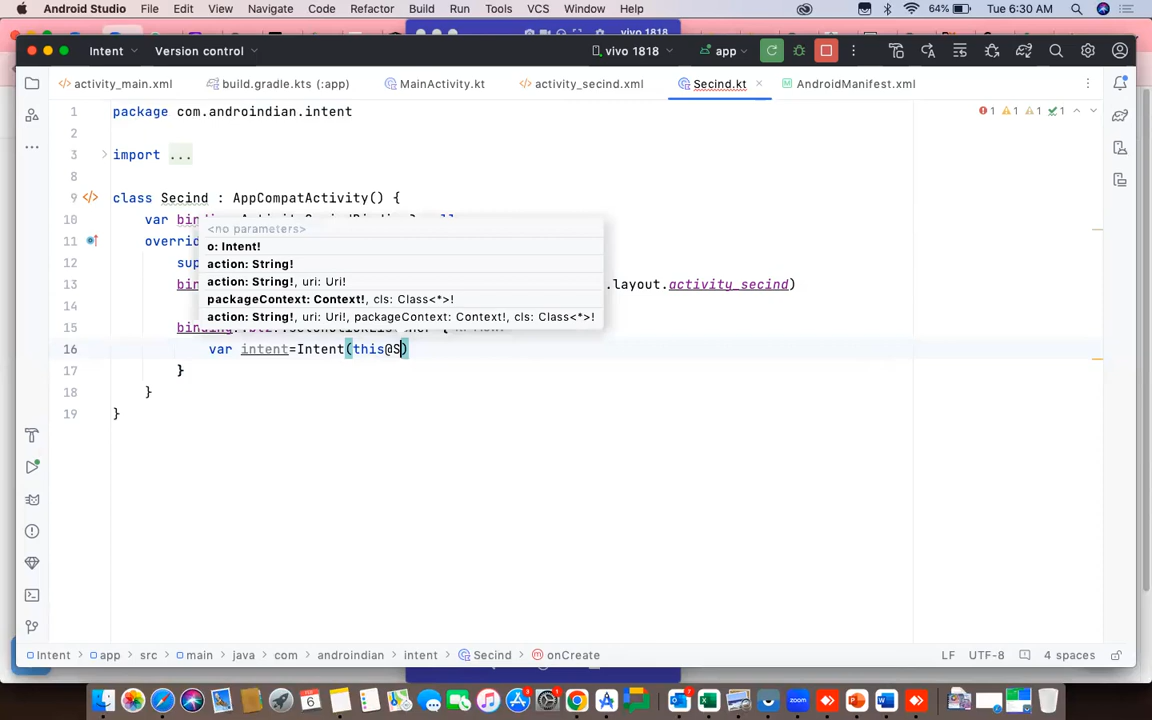 Android Studio File Edit View Navigate Code Refactor Build Run Tools VCS Window Help 64% Tue 6:30 AM
Intent Version control vivo 1818 app
activity_main.xml build.gradle.kts (:app) MainActivity.kt activity_secind.xml Secind.kt AndroidManifest.xml
1 package com.androindian.intent 1 1 1 1
2
3 import ...
8
9 class Secind : AppCompatActivity() {
10 var
<no parameters>
11 overrid
o: Intent!
12 sup
action: String!
action: String!, uri: Uri!
13 .layout.activity_secind)
packageContext: Context!, cls: Class<*>!
14
action: String!, uri: Uri!, packageContext: Context!, cls: Class<*>!
15
16 var intent=Intent(this@S)
17 }
18 }
19 }
Intent app src main java com androindian intent Secind onCreate LF UTF-8 4 spaces